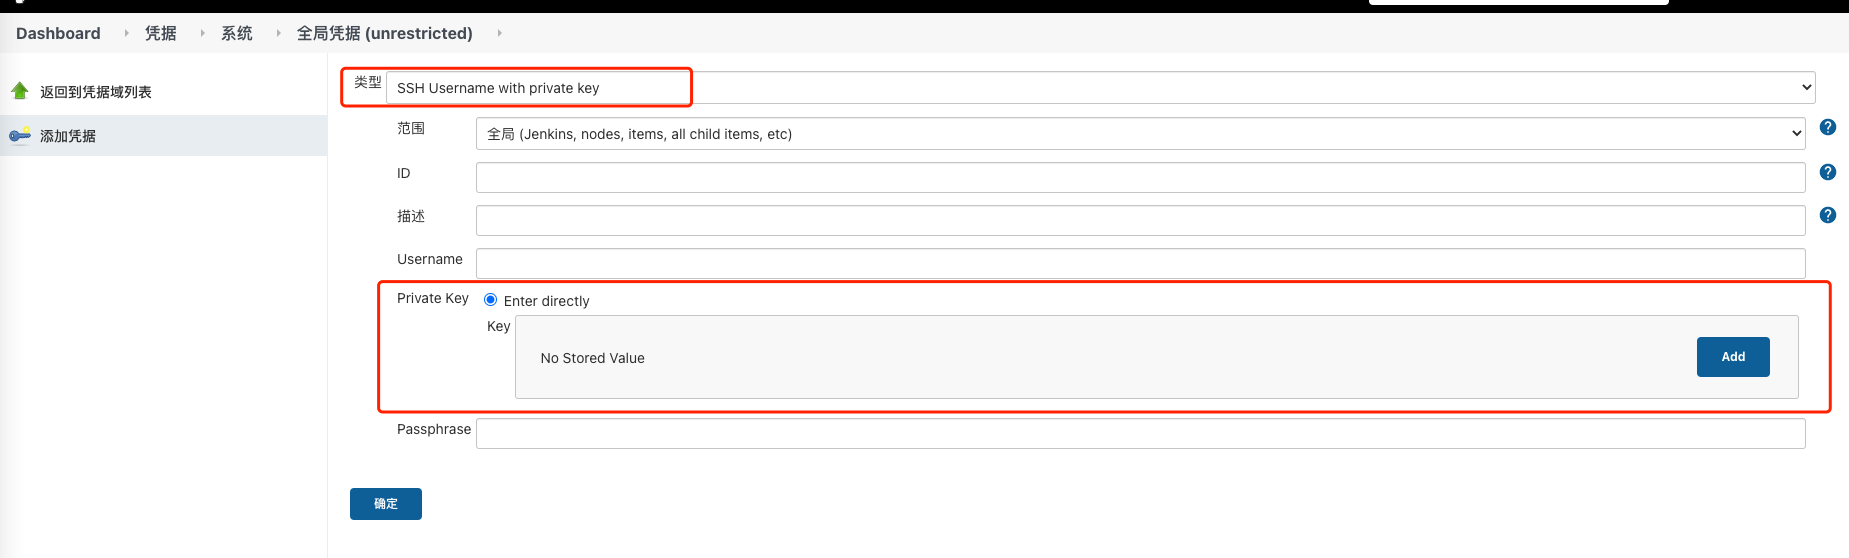 Dashboard 凭据 系统 全局凭据 (unrestricted)
返回到凭据域列表
添加凭据
类型 SSH Username with private key
范围 全局 (Jenkins, nodes, items, all child items, etc)
ID
描述
Username
Private Key Enter directly
Key
No Stored Value Add
Passphrase
确定